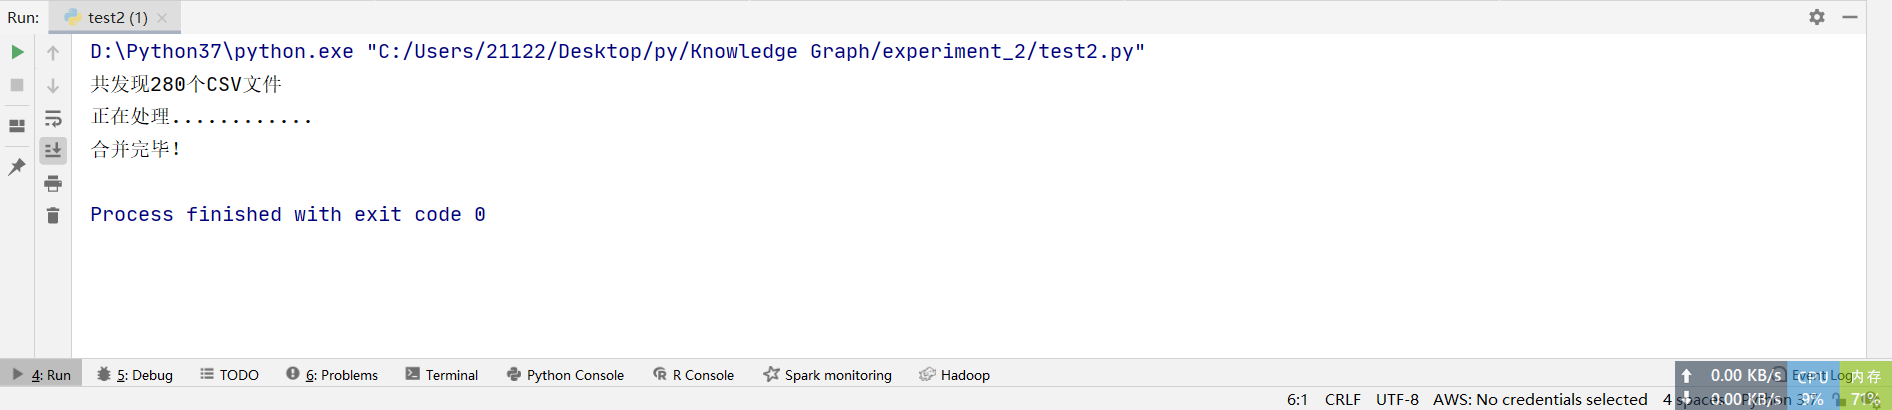 Run: test2 (1)
D:\Python37\python.exe "C:/Users/21122/Desktop/py/Knowledge Graph/experiment_2/test2.py"
共发现280个CSV文件
正在处理............
合并完毕!
Process finished with exit code 0
4: Run 5: Debug TODO 6: Problems Terminal Python Console R Console Spark monitoring Hadoop Event Log
0.00 KB/s CPU 内存
6:1 CRLF UTF-8 AWS: No credentials selected 4 spaces Python 3.7
0.00 KB/s 9% 71%